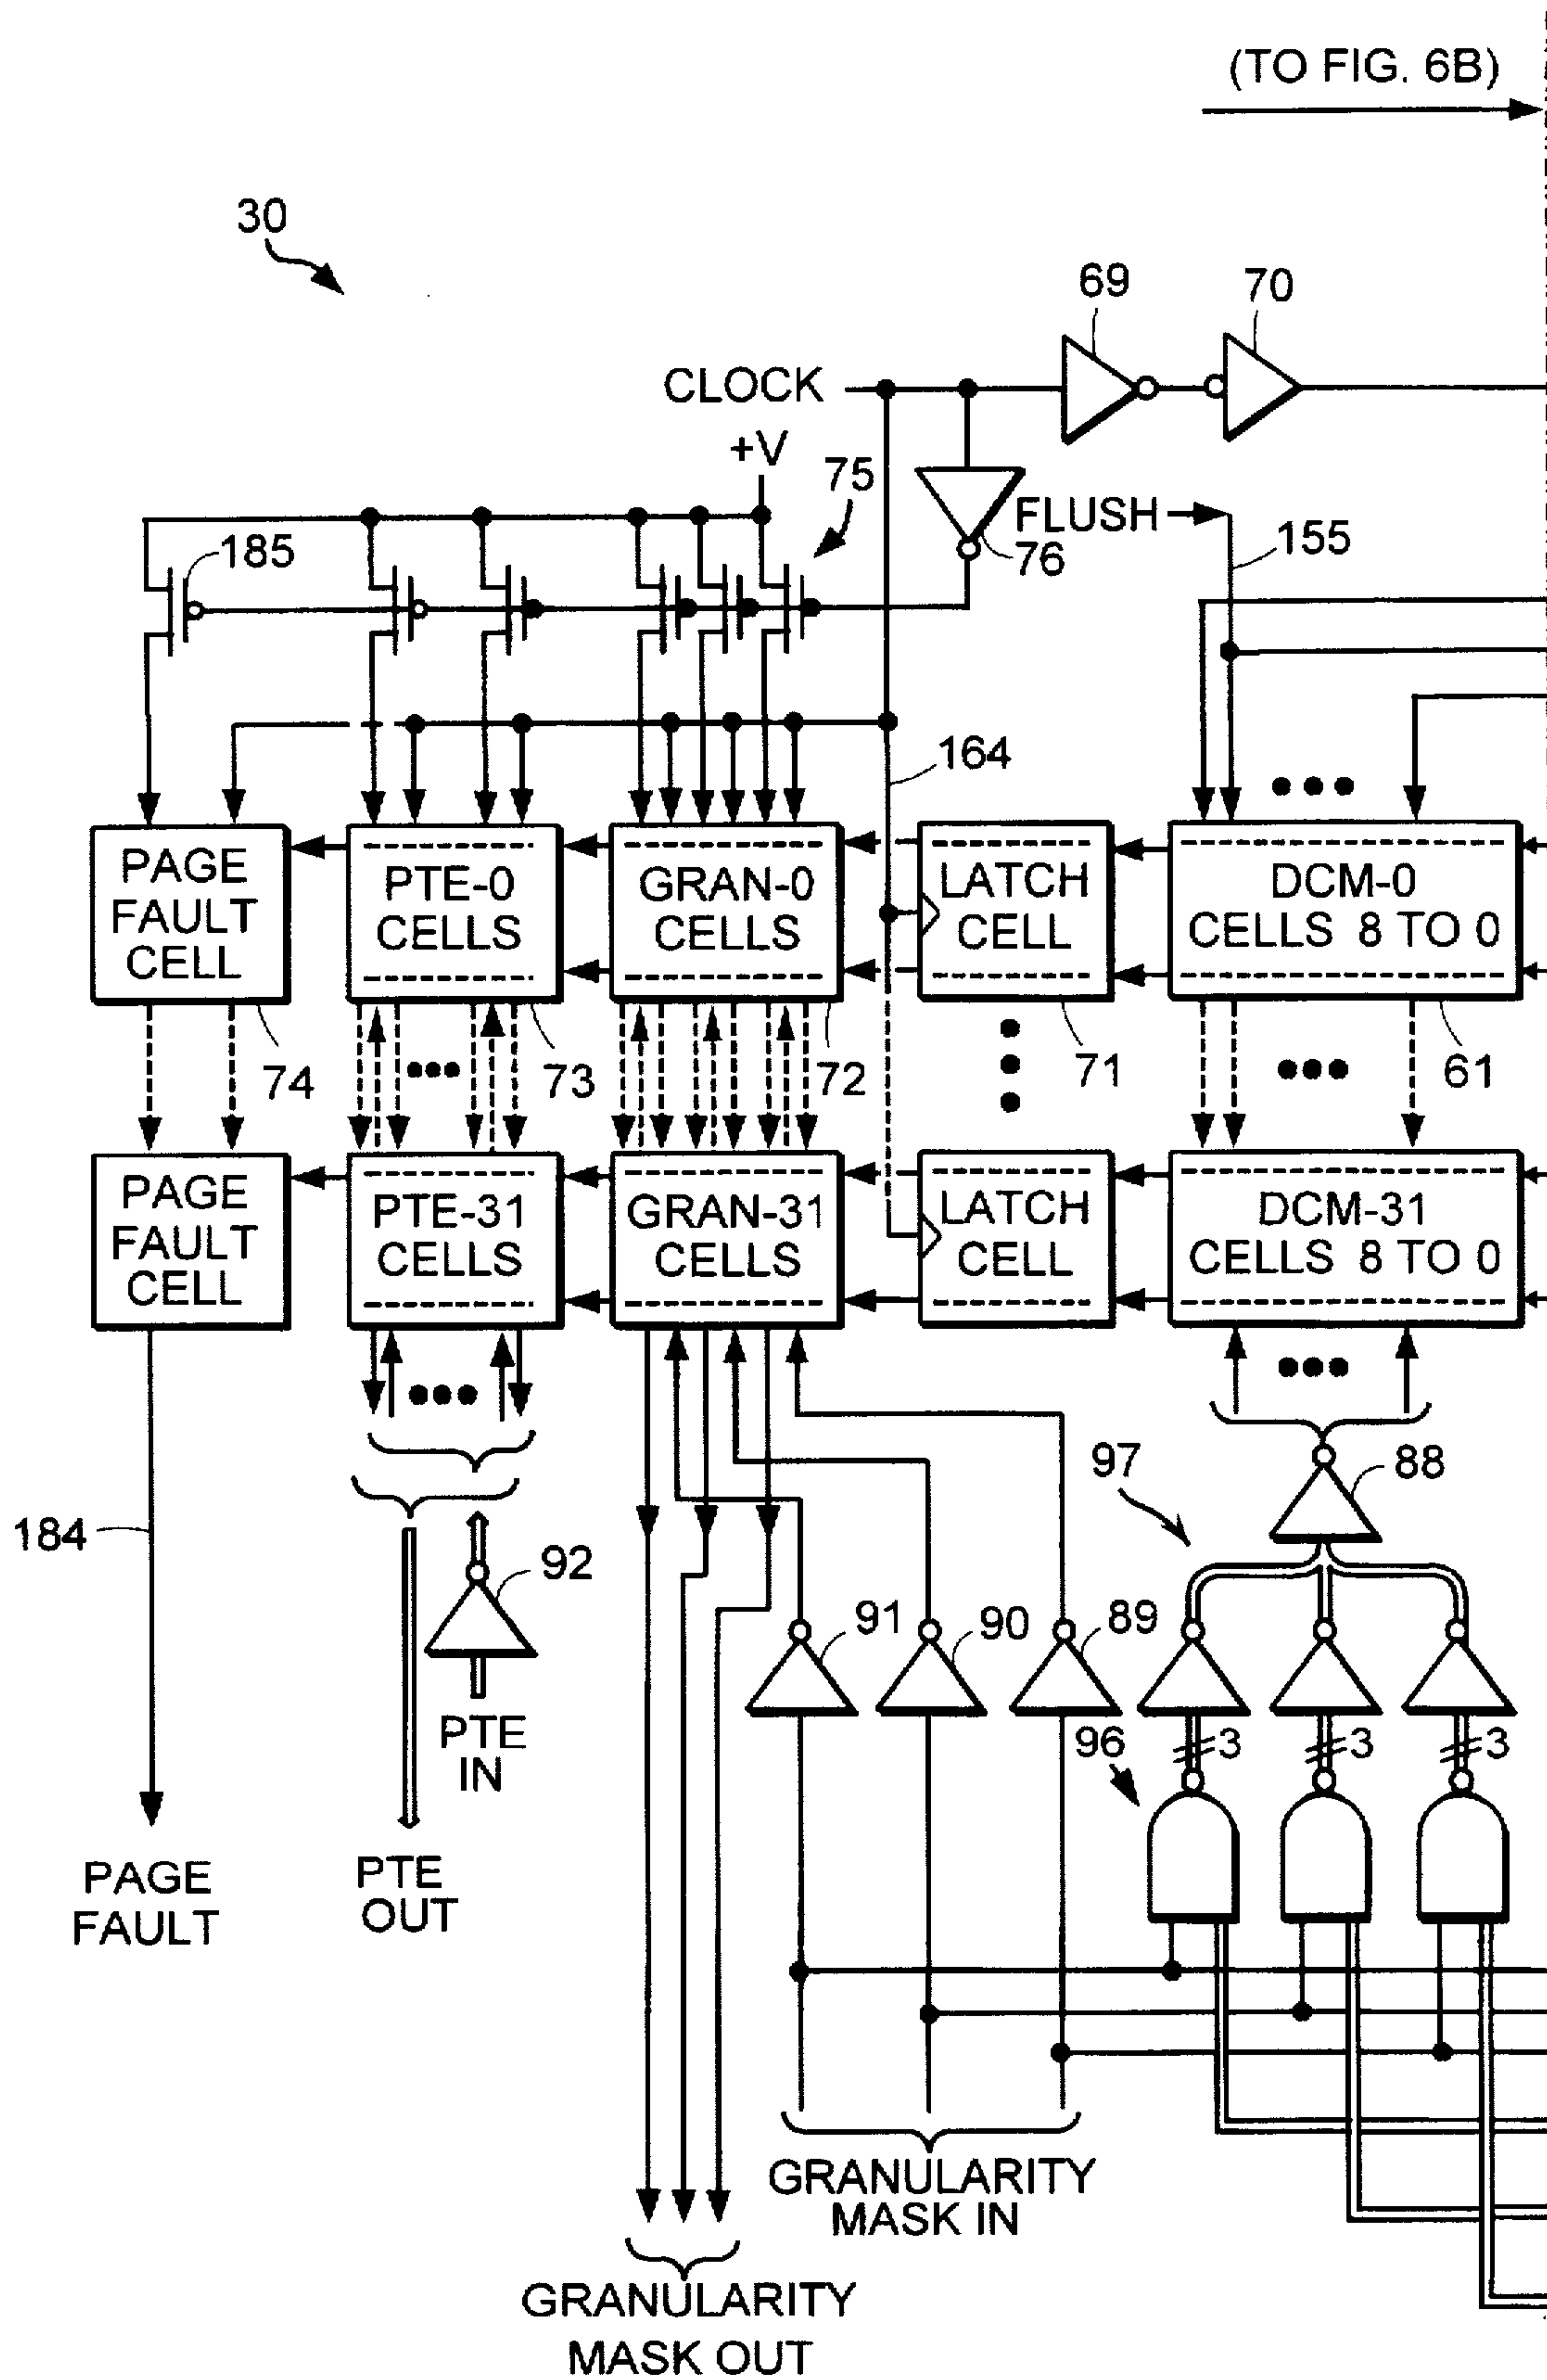 (TO FIG. 6B)
30
69
70
CLOCK
+V
75
FLUSH
76
155
185
164
PAGE
FAULT
CELL
PTE-0
CELLS
GRAN-0
CELLS
LATCH
CELL
DCM-0
CELLS 8 TO 0
74
73
72
71
61
PAGE
FAULT
CELL
PTE-31
CELLS
GRAN-31
CELLS
LATCH
CELL
DCM-31
CELLS 8 TO 0
97
88
184
92
91
90
89
PTE
IN
96
3
3
3
PAGE
FAULT
PTE
OUT
GRANULARITY
MASK IN
GRANULARITY
MASK OUT